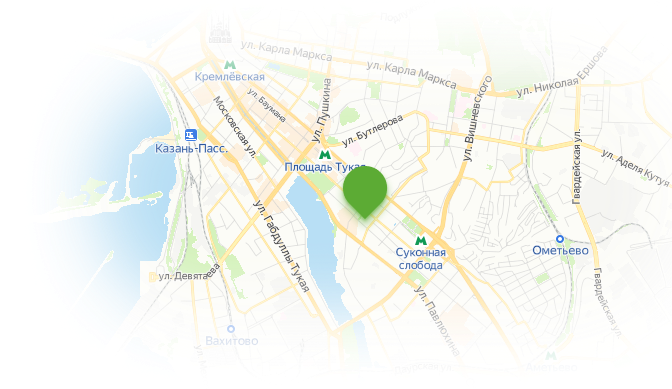 ул. Карла Маркса
ул. Карла Маркса
Кремлёвская
ул. Николая Ершова
ул. Баумана
ул. Пушкина
Московская ул.
ул. Бутлерова
ул. Вишневского
Гвардейская ул.
Казань-Пасс.
Площадь Тукая
ул. Аделя Кутуя
ул. Габдуллы Тукая
Суконная
слобода
Ометьево
ул. Девятаева
Гвардейская ул.
ул. Павлюхина
Вахитово